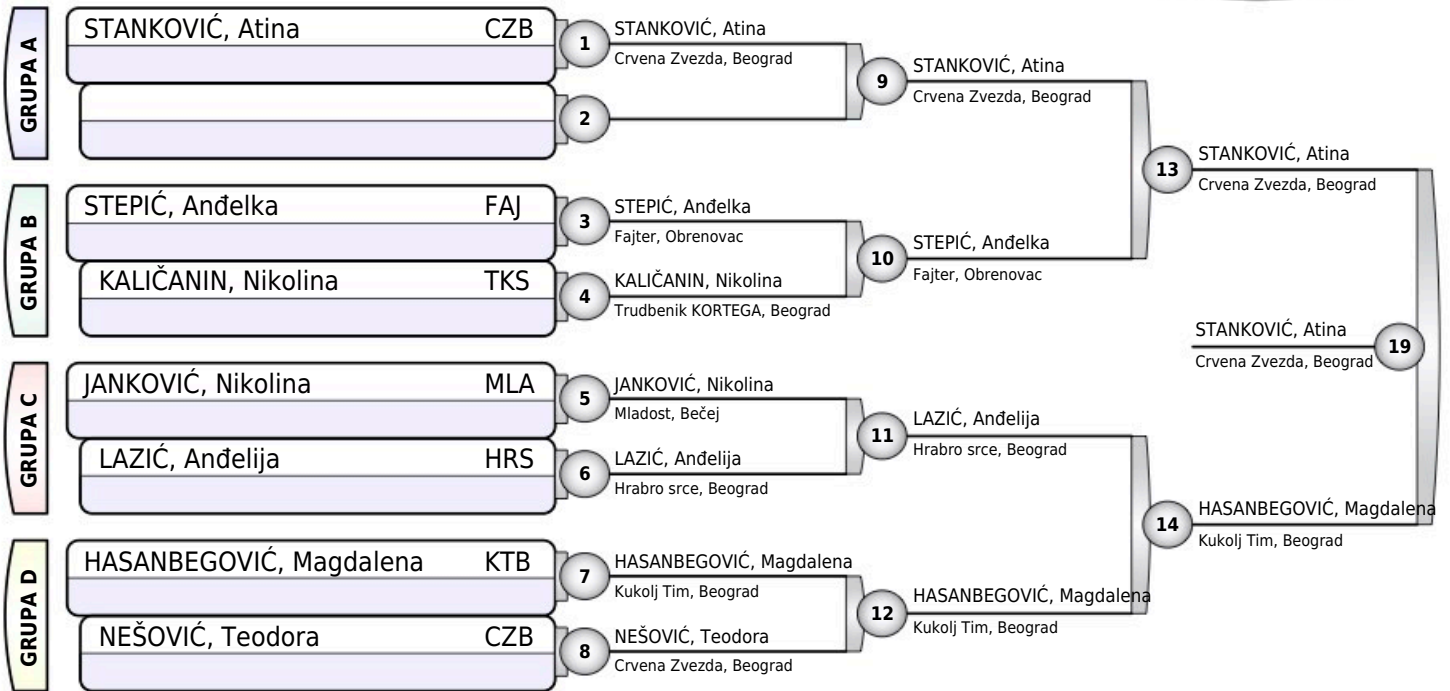 GRUPA A
STANKOVIĆ, Atina CZB
1
STANKOVIĆ, Atina
Crvena Zvezda, Beograd
2
9
STANKOVIĆ, Atina
Crvena Zvezda, Beograd
GRUPA B
STEPIĆ, Anđelka FAJ
3
STEPIĆ, Anđelka
Fajter, Obrenovac
KALIČANIN, Nikolina TKS
4
KALIČANIN, Nikolina
Trudbenik KORTEGA, Beograd
10
STEPIĆ, Anđelka
Fajter, Obrenovac
13
STANKOVIĆ, Atina
Crvena Zvezda, Beograd
GRUPA C
JANKOVIĆ, Nikolina MLA
5
JANKOVIĆ, Nikolina
Mladost, Bečej
LAZIĆ, Anđelija HRS
6
LAZIĆ, Anđelija
Hrabro srce, Beograd
11
LAZIĆ, Anđelija
Hrabro srce, Beograd
GRUPA D
HASANBEGOVIĆ, Magdalena KTB
7
HASANBEGOVIĆ, Magdalena
Kukolj Tim, Beograd
NEŠOVIĆ, Teodora CZB
8
NEŠOVIĆ, Teodora
Crvena Zvezda, Beograd
12
HASANBEGOVIĆ, Magdalena
Kukolj Tim, Beograd
14
HASANBEGOVIĆ, Magdalena
Kukolj Tim, Beograd
STANKOVIĆ, Atina
Crvena Zvezda, Beograd
19